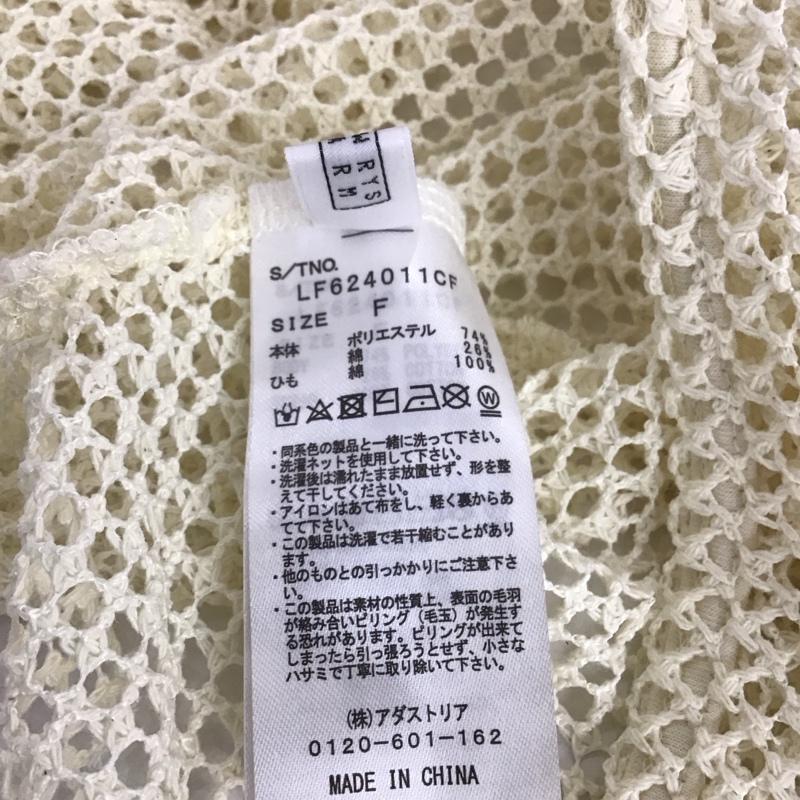 W RYS
A RM
S/TNO.
LF624011CF
SIZE F
本体 ポリエステル 74%
綿 26%
ひも 綿 100%
W
・同系色の製品と一緒に洗って下さい。
・洗濯ネットを使用して下さい。
・洗濯後は濡れたまま放置せず、形を整
えて干してください。
・アイロンはあて布をし、軽く裏からあ
てて下さい。
・この製品は洗濯で若干縮むことがあり
ます。
・他のものとの引っかかりにご注意下さ
い。
・この製品は素材の性質上、表面の毛羽
が絡み合いピリング（毛玉）が発生す
る恐れがあります。ピリングが出来て
しまったら引っ張ろうとせず、小さな
ハサミで丁寧に取り除いて下さい。
(株)アダストリア
0120-601-162
MADE IN CHINA